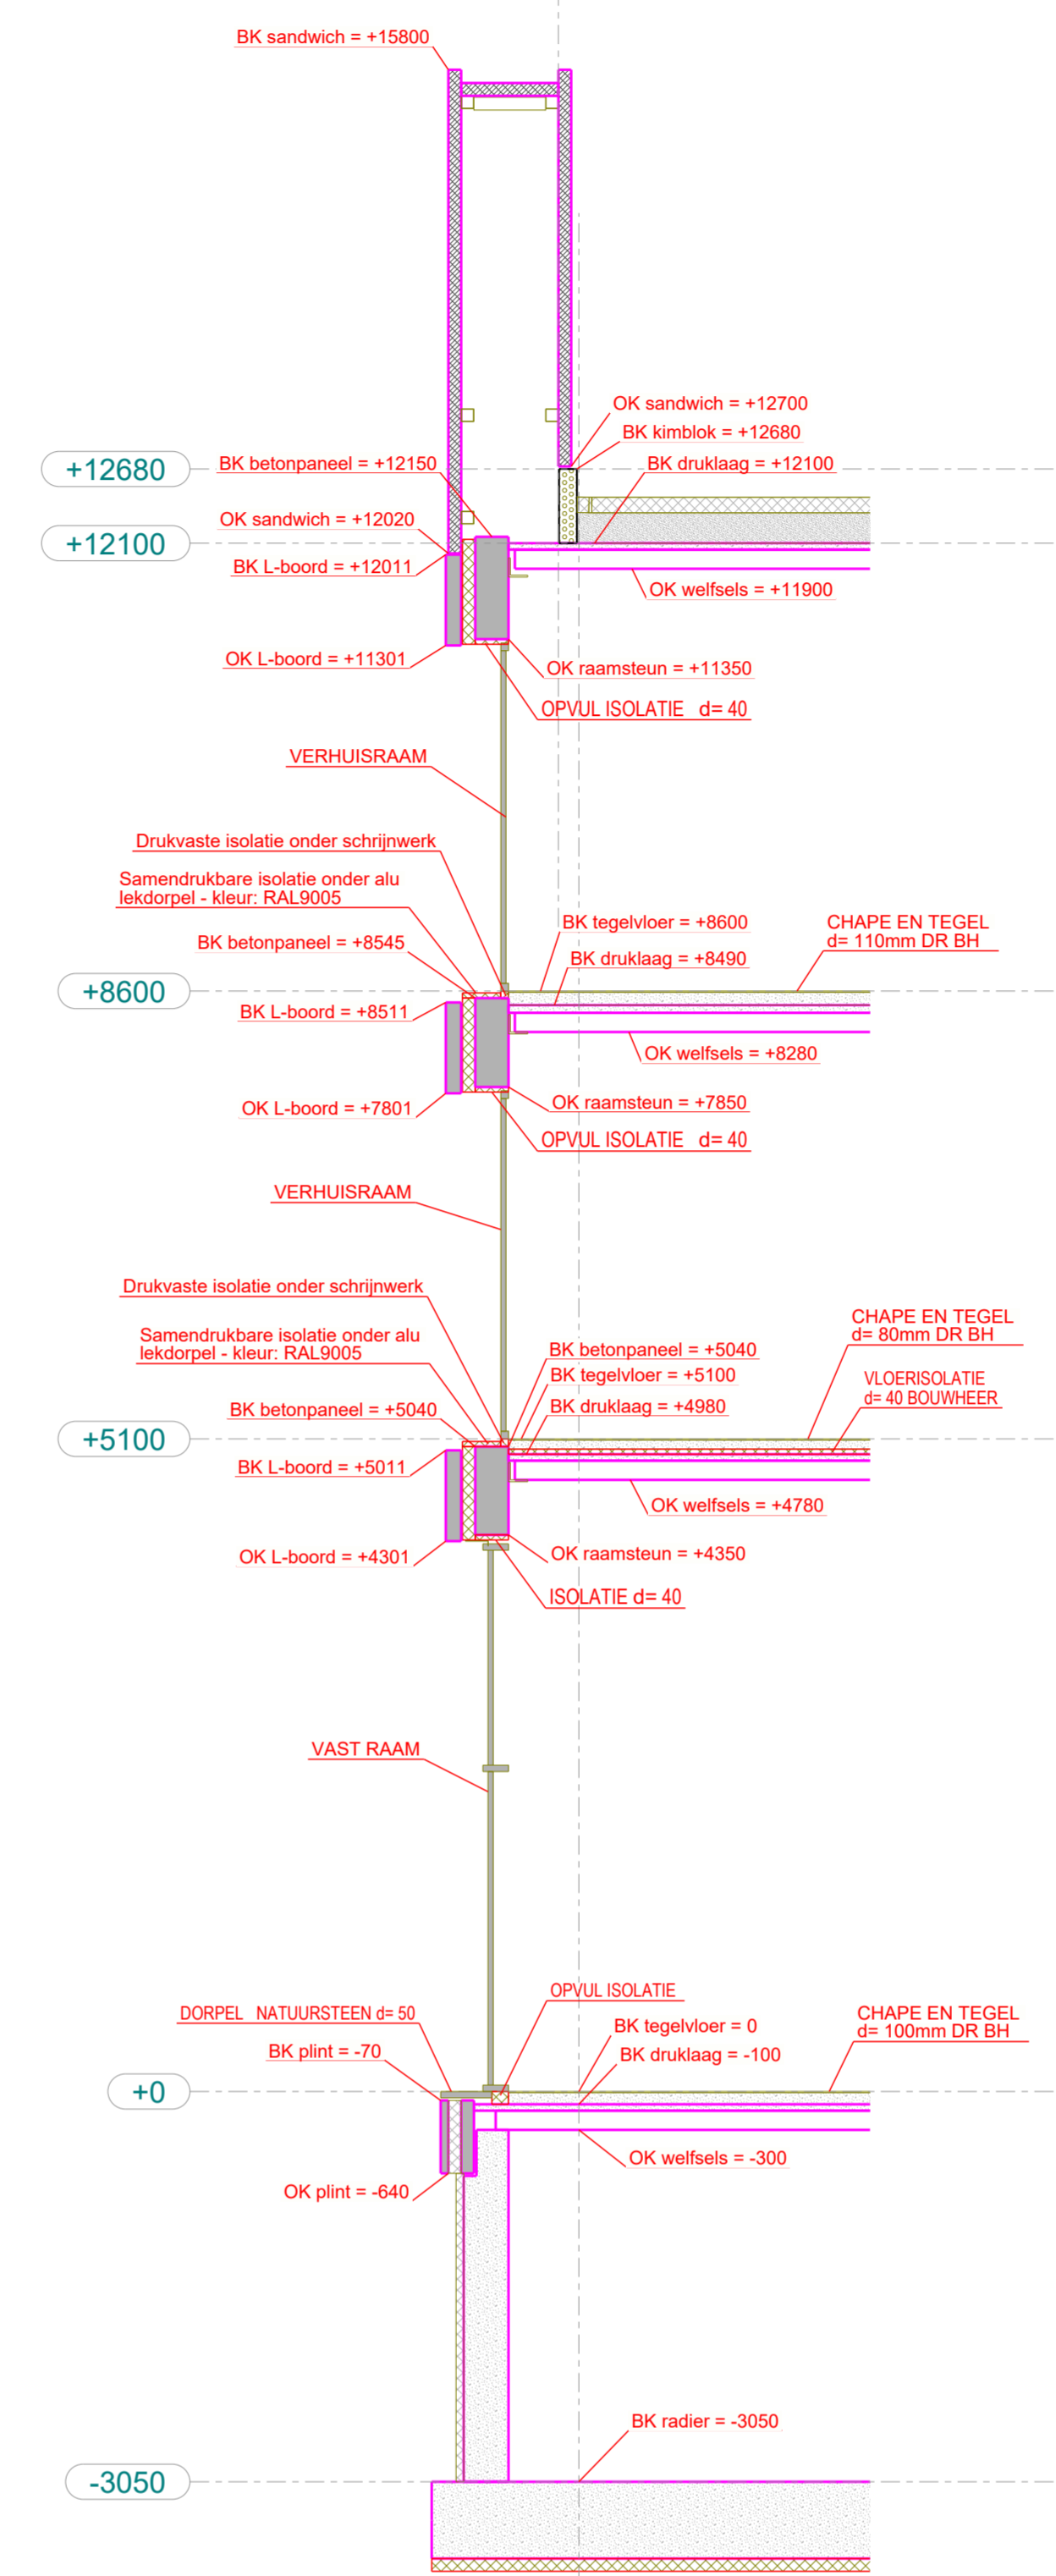 BK sandwich = +15800
OK sandwich = +12700
BK kimblok = +12680
+12680
BK betonpaneel = +12150
BK druklaag = +12100
OK sandwich = +12020
+12100
BK L-boord = +12011
OK welfsels = +11900
OK L-boord = +11301
OK raamsteun = +11350
OPVUL ISOLATIE d= 40
VERHUISRAAM
Drukvaste isolatie onder schrijnwerk
Samendrukbare isolatie onder alu
lekdorpel - kleur: RAL9005
BK tegelvloer = +8600
CHAPE EN TEGEL
d= 110mm DR BH
BK betonpaneel = +8545
BK druklaag = +8490
+8600
BK L-boord = +8511
OK welfsels = +8280
OK L-boord = +7801
OK raamsteun = +7850
OPVUL ISOLATIE d= 40
VERHUISRAAM
Drukvaste isolatie onder schrijnwerk
CHAPE EN TEGEL
d= 80mm DR BH
Samendrukbare isolatie onder alu
lekdorpel - kleur: RAL9005
BK betonpaneel = +5040
BK tegelvloer = +5100
VLOERISOLATIE
d= 40 BOUWHEER
BK betonpaneel = +5040
BK druklaag = +4980
+5100
BK L-boord = +5011
OK welfsels = +4780
OK L-boord = +4301
OK raamsteun = +4350
ISOLATIE d= 40
VAST RAAM
OPVUL ISOLATIE
DORPEL NATUURSTEEN d= 50
CHAPE EN TEGEL
d= 100mm DR BH
BK tegelvloer = 0
BK plint = -70
BK druklaag = -100
+0
OK welfsels = -300
OK plint = -640
BK radier = -3050
-3050